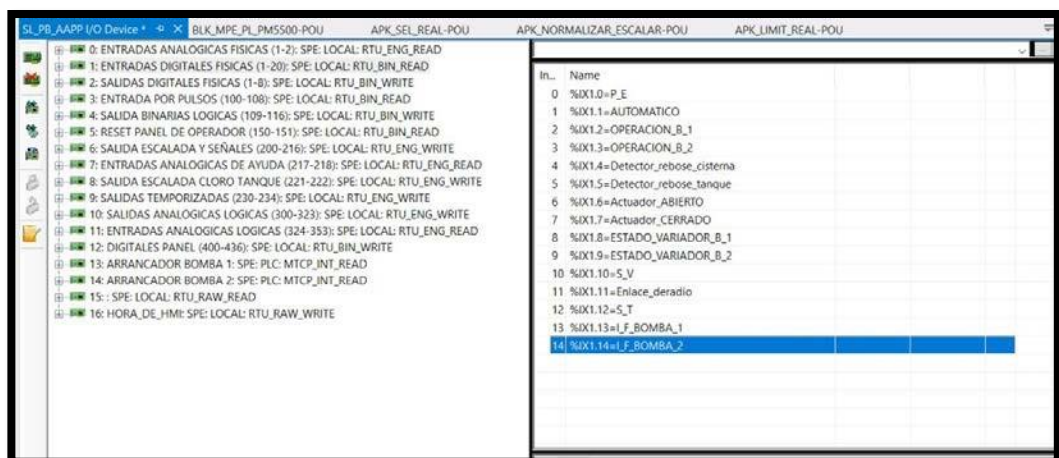 SL_PB_AAPP I/O Device * BLK_MPE_PL_PM5500-POU APK_SEL_REAL-POU APK_NORMALIZAR_ESCALAR-POU APK_LIMIT_REAL-POU
0: ENTRADAS ANALOGICAS FISICAS (1-2): SPE: LOCAL: RTU_ENG_READ
1: ENTRADAS DIGITALES FISICAS (1-20): SPE: LOCAL: RTU_BIN_READ
2: SALIDAS DIGITALES FISICAS (1-8): SPE: LOCAL: RTU_BIN_WRITE
3: ENTRADA POR PULSOS (100-108): SPE: LOCAL: RTU_BIN_READ
4: SALIDA BINARIAS LOGICAS (109-116): SPE: LOCAL: RTU_BIN_WRITE
5: RESET PANEL DE OPERADOR (150-151): SPE: LOCAL: RTU_BIN_READ
6: SALIDA ESCALADA Y SEÑALES (200-216): SPE: LOCAL: RTU_ENG_WRITE
7: ENTRADAS ANALOGICAS DE AYUDA (217-218): SPE: LOCAL: RTU_ENG_READ
8: SALIDA ESCALADA CLORO TANQUE (221-222): SPE: LOCAL: RTU_ENG_WRITE
9: SALIDAS TEMPORIZADAS (230-234): SPE: LOCAL: RTU_ENG_WRITE
10: SALIDAS ANALOGICAS LOGICAS (300-323): SPE: LOCAL: RTU_ENG_WRITE
11: ENTRADAS ANALOGICAS LOGICAS (324-353): SPE: LOCAL: RTU_ENG_READ
12: DIGITALES PANEL (400-436): SPE: LOCAL: RTU_BIN_WRITE
13: ARRANCADOR BOMBA 1: SPE: PLC: MTCP_INT_READ
14: ARRANCADOR BOMBA 2: SPE: PLC: MTCP_INT_READ
15: : SPE: LOCAL: RTU_RAW_READ
16: HORA_DE_HMI: SPE: LOCAL: RTU_RAW_WRITE
In... Name
0 %IX1.0=P_E
1 %IX1.1=AUTOMATICO
2 %IX1.2=OPERACION_B_1
3 %IX1.3=OPERACION_B_2
4 %IX1.4=Detector_rebose_cisterna
5 %IX1.5=Detector_rebose_tanque
6 %IX1.6=Actuador_ABIERTO
7 %IX1.7=Actuador_CERRADO
8 %IX1.8=ESTADO_VARIADOR_B_1
9 %IX1.9=ESTADO_VARIADOR_B_2
10 %IX1.10=S_V
11 %IX1.11=Enlace_deradio
12 %IX1.12=S_T
13 %IX1.13=I_F_BOMBA_1
14 %IX1.14=I_F_BOMBA_2